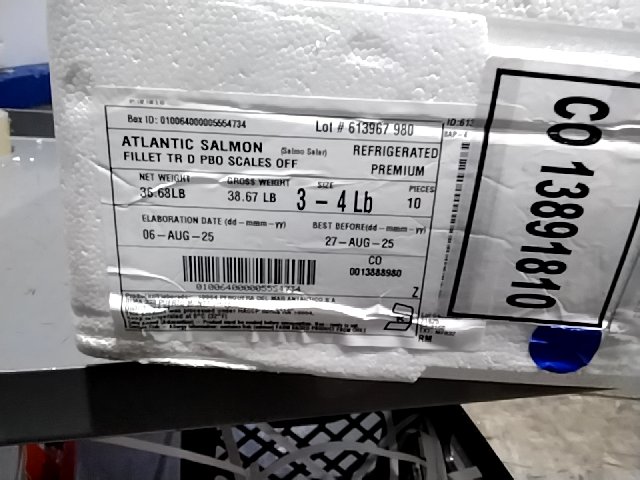 Box ID: 010064000005554734
Lot # 613967 980
ATLANTIC SALMON (Salmo Salar) REFRIGERATED
FILLET TR D PBO SCALES OFF PREMIUM
NET WEIGHT GROSS WEIGHT SIZE PIECES
36.68LB 38.67 LB 3 - 4 Lb 10
ELABORATION DATE (dd - mmm - yy) BEST BEFORE (dd - mmm - yy)
06-AUG-25 27-AUG-25
CO
0013888980
Z
RM
CO 13891810